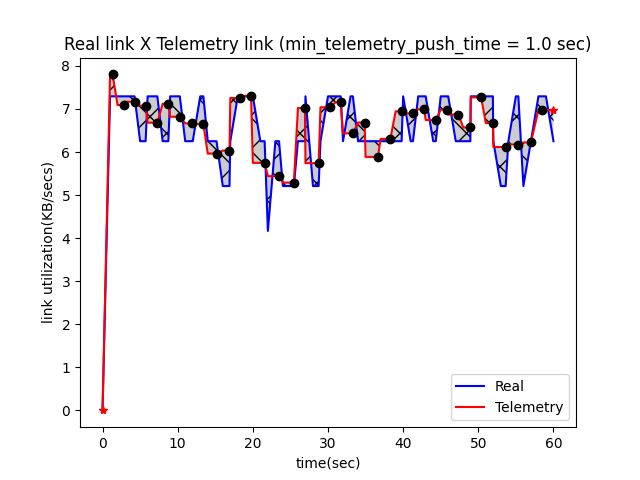 Real link X Telemetry link (min_telemetry_push_time = 1.0 sec)
link utilization(KB/secs)
8
7
6
5
4
3
2
1
0
0 10 20 30 40 50 60
time(sec)
Real
Telemetry